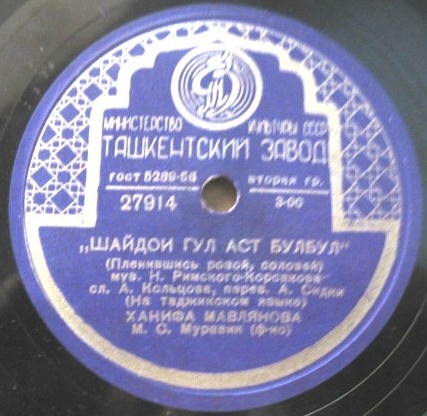 МИНИСТЕРСТВО КУЛЬТУРЫ СССР
ТАШКЕНТСКИЙ ЗАВОД
ГОСТ 5289-56 вторая гр.
27914 3-00
„ШАЙДОИ ГУЛ АСТ БУЛБУЛ“
(Пленившись розой, соловей)
муз. Н. Римского-Корсакова
сл. А. Кольцова, перев. А. Сидки
(На таджикском языке)
ХАНИФА МАВЛЯНОВА
М. С. Муравин (ф-но)